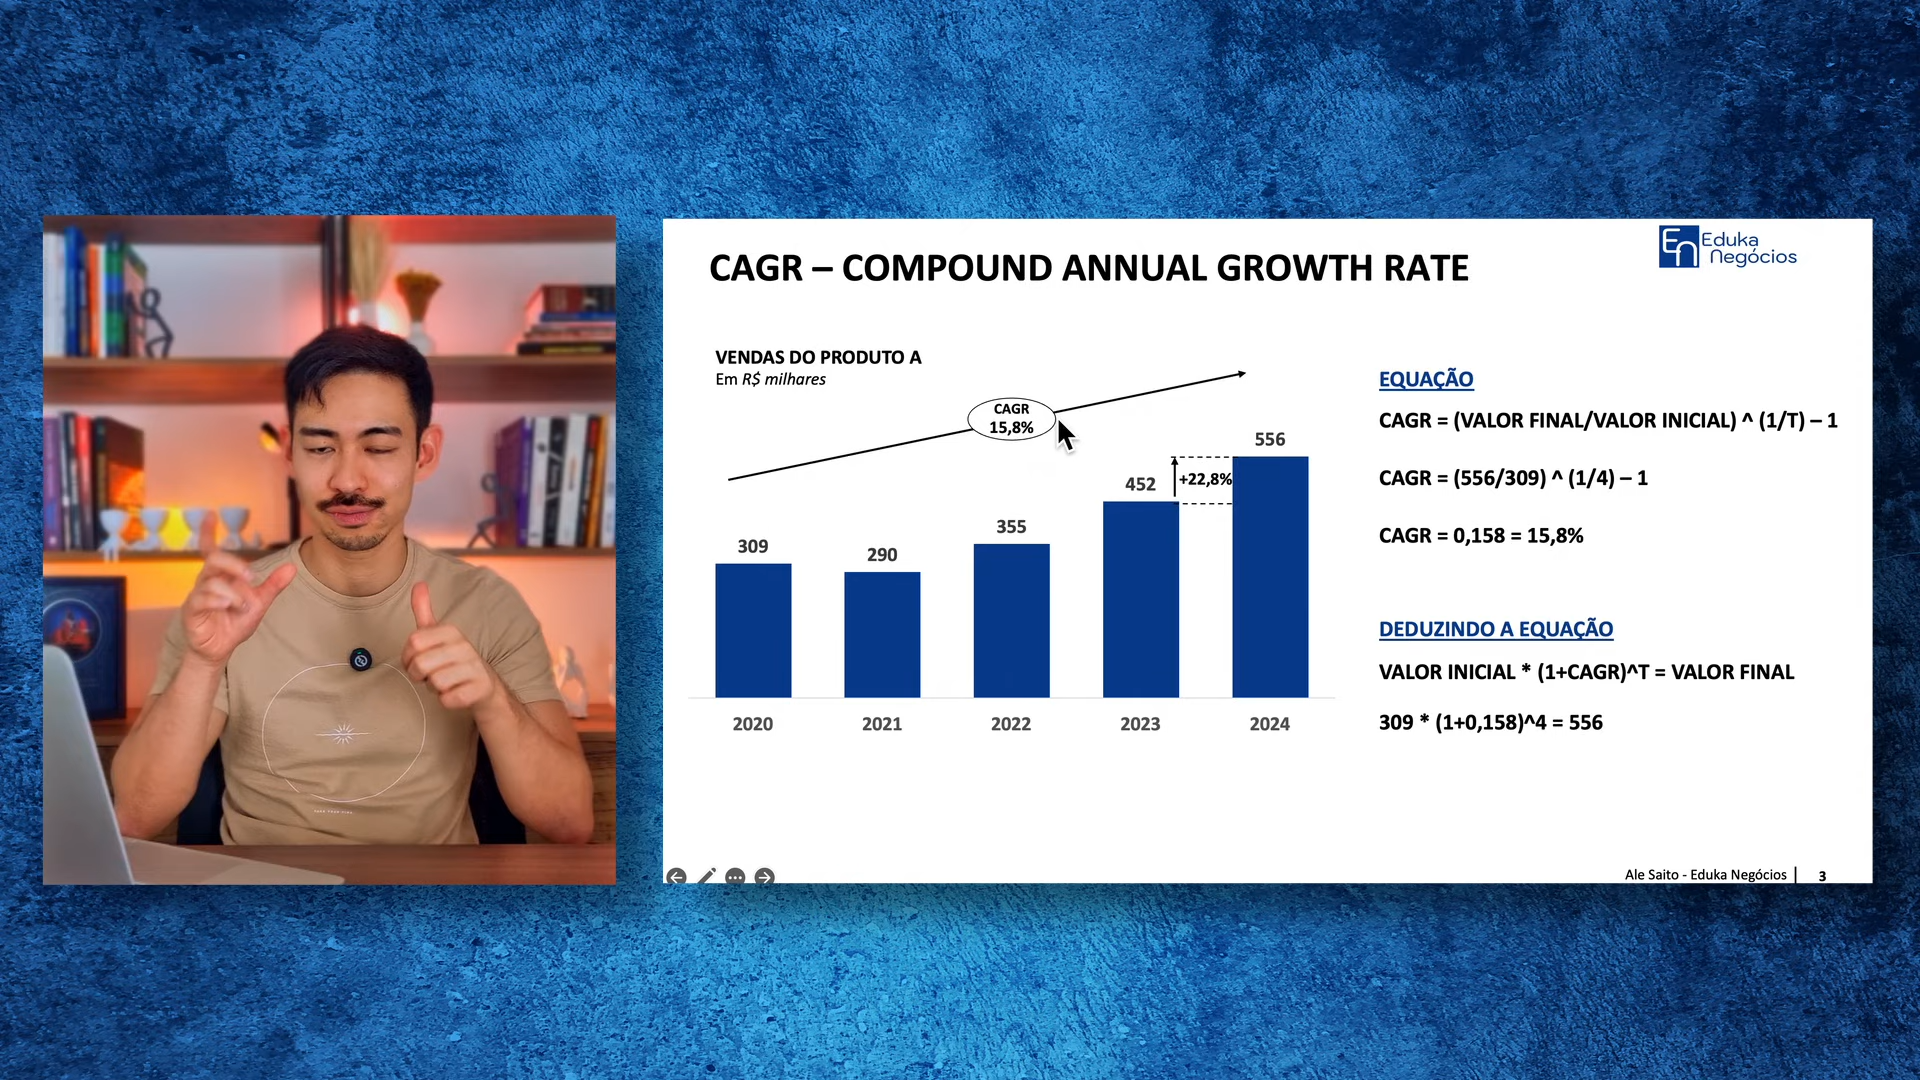 CAGR – COMPOUND ANNUAL GROWTH RATE
Eduka
Negócios
VENDAS DO PRODUTO A
Em R$ milhares
CAGR
15,8%
309
290
355
452
+22,8%
556
2020
2021
2022
2023
2024
EQUAÇÃO
CAGR = (VALOR FINAL/VALOR INICIAL) ^ (1/T) – 1
CAGR = (556/309) ^ (1/4) – 1
CAGR = 0,158 = 15,8%
DEDUZINDO A EQUAÇÃO
VALOR INICIAL * (1+CAGR)^T = VALOR FINAL
309 * (1+0,158)^4 = 556
Ale Saito - Eduka Negócios | 3